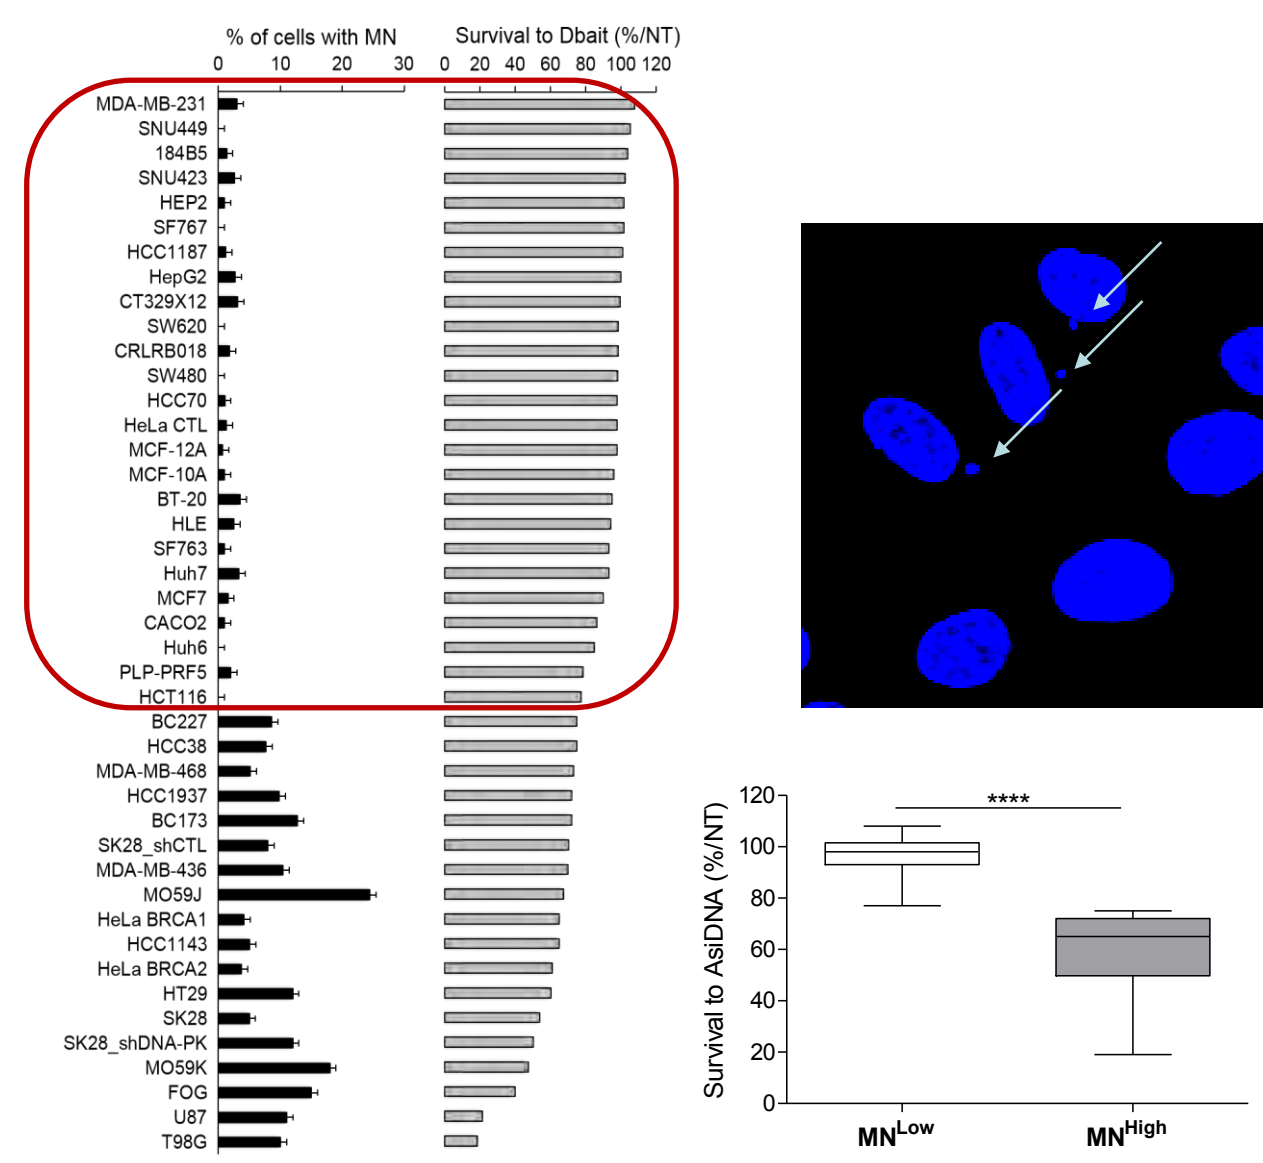 % of cells with MN
Survival to Dbait (%/NT)
0 10 20 30
0 20 40 60 80 100 120
MDA-MB-231
SNU449
184B5
SNU423
HEP2
SF767
HCC1187
HepG2
CT329X12
SW620
CRLRB018
SW480
HCC70
HeLa CTL
MCF-12A
MCF-10A
BT-20
HLE
SF763
Huh7
MCF7
CACO2
Huh6
PLP-PRF5
HCT116
BC227
HCC38
MDA-MB-468
HCC1937
BC173
SK28_shCTL
MDA-MB-436
MO59J
HeLa BRCA1
HCC1143
HeLa BRCA2
HT29
SK28
SK28_shDNA-PK
MO59K
FOG
U87
T98G
Survival to AsiDNA (%/NT)
120
100
80
60
40
20
0
****
MNLow
MNHigh